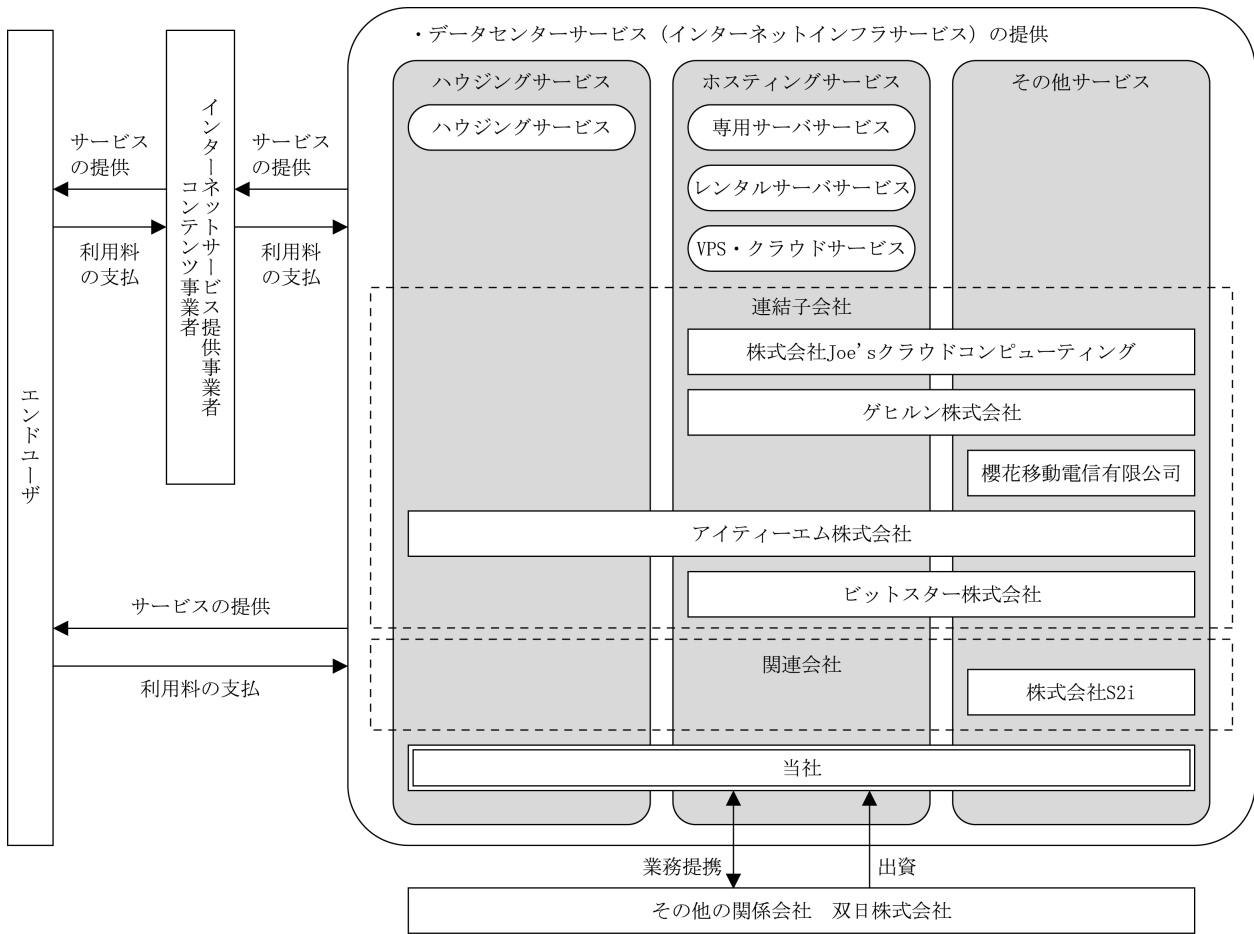 ・データセンターサービス（インターネットインフラサービス）の提供
ハウジングサービス
ホスティングサービス
その他サービス
ハウジングサービス
専用サーバサービス
レンタルサーバサービス
VPS・クラウドサービス
サービス
の提供
サービス
の提供
利用料
の支払
利用料
の支払
インターネットサービス提供事業者
コンテンツ事業者
エンドユーザ
連結子会社
株式会社Joe'sクラウドコンピューティング
ゲヒルン株式会社
櫻花移動電信有限公司
アイティーエム株式会社
ビットスター株式会社
サービスの提供
利用料の支払
関連会社
株式会社S2i
当社
業務提携
出資
その他の関係会社　双日株式会社